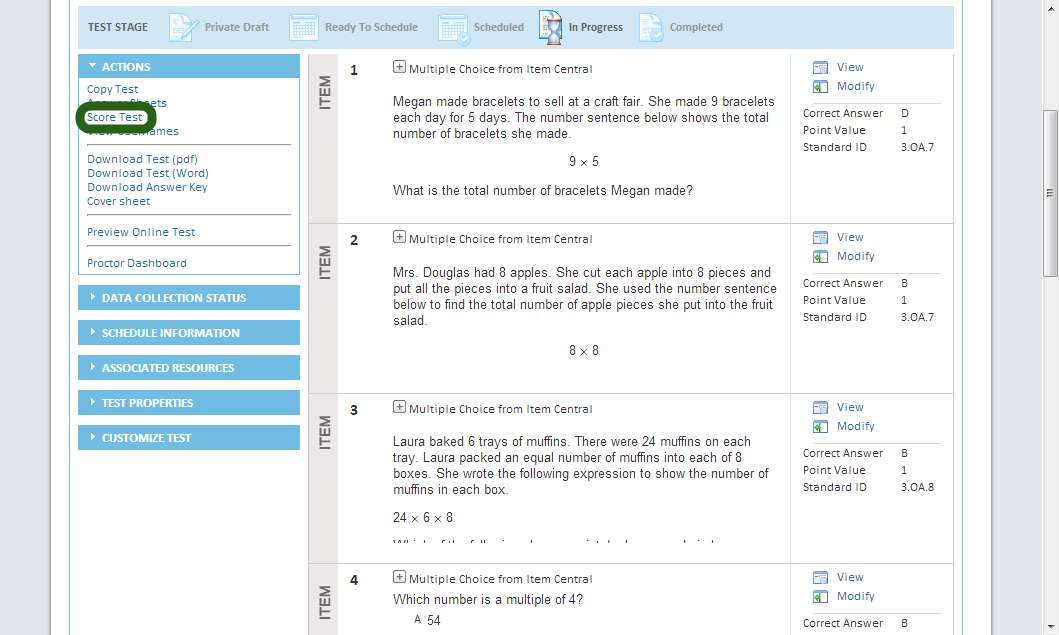 TEST STAGE Private Draft Ready To Schedule Scheduled In Progress Completed
ACTIONS
Copy Test
Answer Sheets
Score Test
View Usernames
Download Test (pdf)
Download Test (Word)
Download Answer Key
Cover sheet
Preview Online Test
Proctor Dashboard
DATA COLLECTION STATUS
SCHEDULE INFORMATION
ASSOCIATED RESOURCES
TEST PROPERTIES
CUSTOMIZE TEST
ITEM
1
Multiple Choice from Item Central
Megan made bracelets to sell at a craft fair. She made 9 bracelets
each day for 5 days. The number sentence below shows the total
number of bracelets she made.
9 × 5
What is the total number of bracelets Megan made?
View
Modify
Correct Answer D
Point Value 1
Standard ID 3.OA.7
ITEM
2
Multiple Choice from Item Central
Mrs. Douglas had 8 apples. She cut each apple into 8 pieces and
put all the pieces into a fruit salad. She used the number sentence
below to find the total number of apple pieces she put into the fruit
salad.
8 × 8
View
Modify
Correct Answer B
Point Value 1
Standard ID 3.OA.7
ITEM
3
Multiple Choice from Item Central
Laura baked 6 trays of muffins. There were 24 muffins on each
tray. Laura packed an equal number of muffins into each of 8
boxes. She wrote the following expression to show the number of
muffins in each box.
24 × 6 × 8
View
Modify
Correct Answer B
Point Value 1
Standard ID 3.OA.8
ITEM
4
Multiple Choice from Item Central
Which number is a multiple of 4?
A 54
View
Modify
Correct Answer B